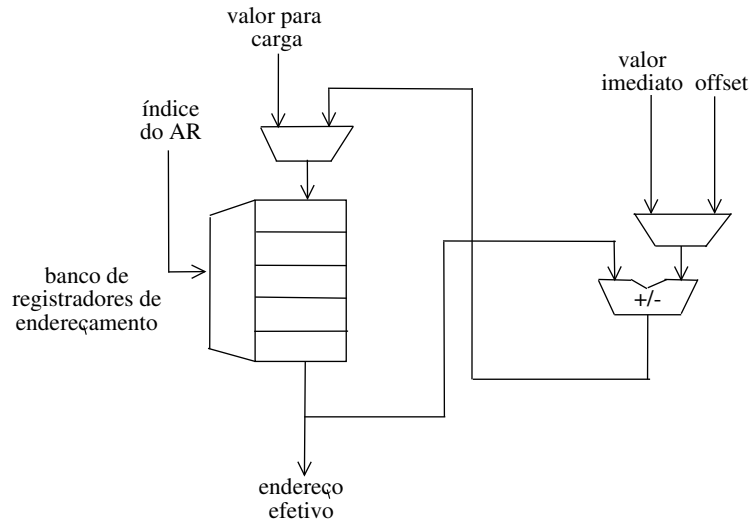 valor para
carga
valor
imediato offset
índice
do AR
banco de
registradores de
endereçamento
+/-
endereço
efetivo